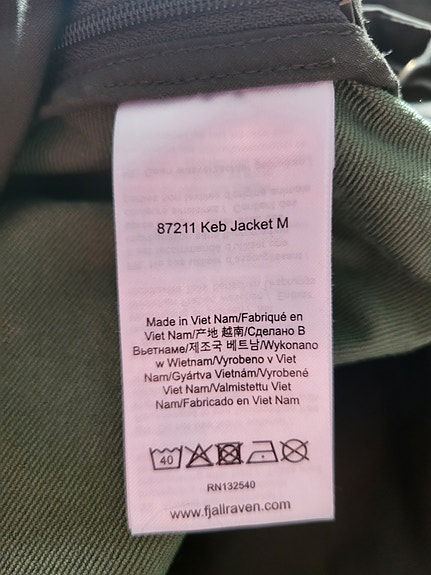 87211 Keb Jacket M
Made in Viet Nam/Fabriqué en
Viet Nam/产地 越南/Сделано В
Вьетнаме/제조국 베트남/Wykonano
w Wietnam/Vyrobeno v Viet
Nam/Gyártva Vietnám/Vyrobené
Viet Nam/Valmistettu Viet
Nam/Fabricado en Viet Nam
40
RN132540
www.fjallraven.com